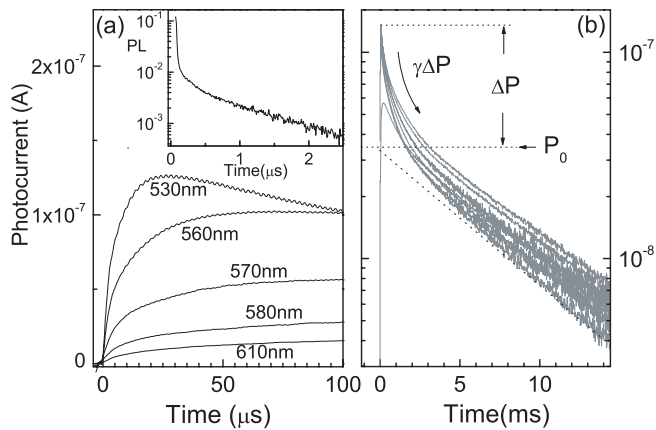 (a)
PL
10⁻¹
10⁻²
10⁻³
0 1 2
Time(μs)
Photocurrent (A)
2x10⁻⁷
1x10⁻⁷
0
530nm
560nm
570nm
580nm
610nm
0 50 100
Time (μs)
(b)
γΔP
ΔP
P₀
10⁻⁷
10⁻⁸
0 5 10
Time(ms)